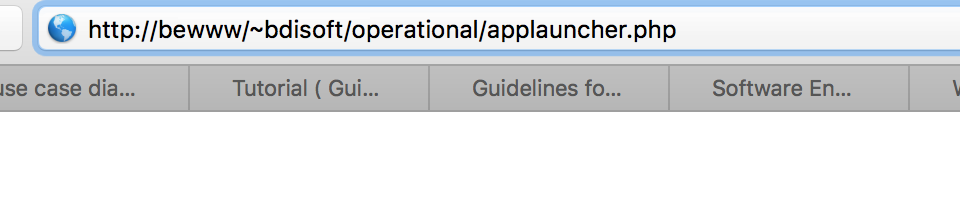 http://bewww/~bdisoft/operational/applauncher.php
use case dia... Tutorial ( Gui... Guidelines fo... Software En...